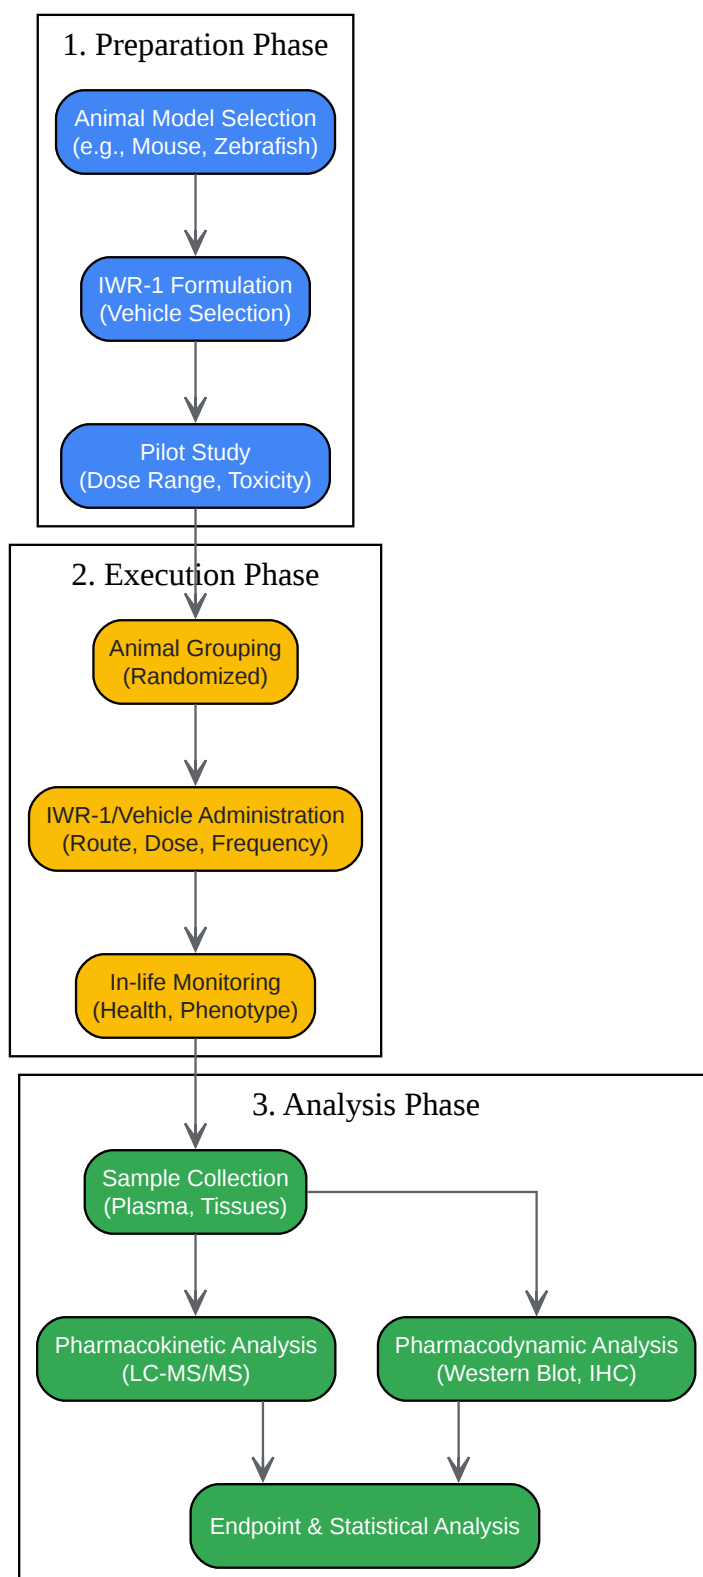 1. Preparation Phase
Animal Model Selection
(e.g., Mouse, Zebrafish)
IWR-1 Formulation
(Vehicle Selection)
Pilot Study
(Dose Range, Toxicity)
2. Execution Phase
Animal Grouping
(Randomized)
IWR-1/Vehicle Administration
(Route, Dose, Frequency)
In-life Monitoring
(Health, Phenotype)
3. Analysis Phase
Sample Collection
(Plasma, Tissues)
Pharmacokinetic Analysis
(LC-MS/MS)
Pharmacodynamic Analysis
(Western Blot, IHC)
Endpoint & Statistical Analysis